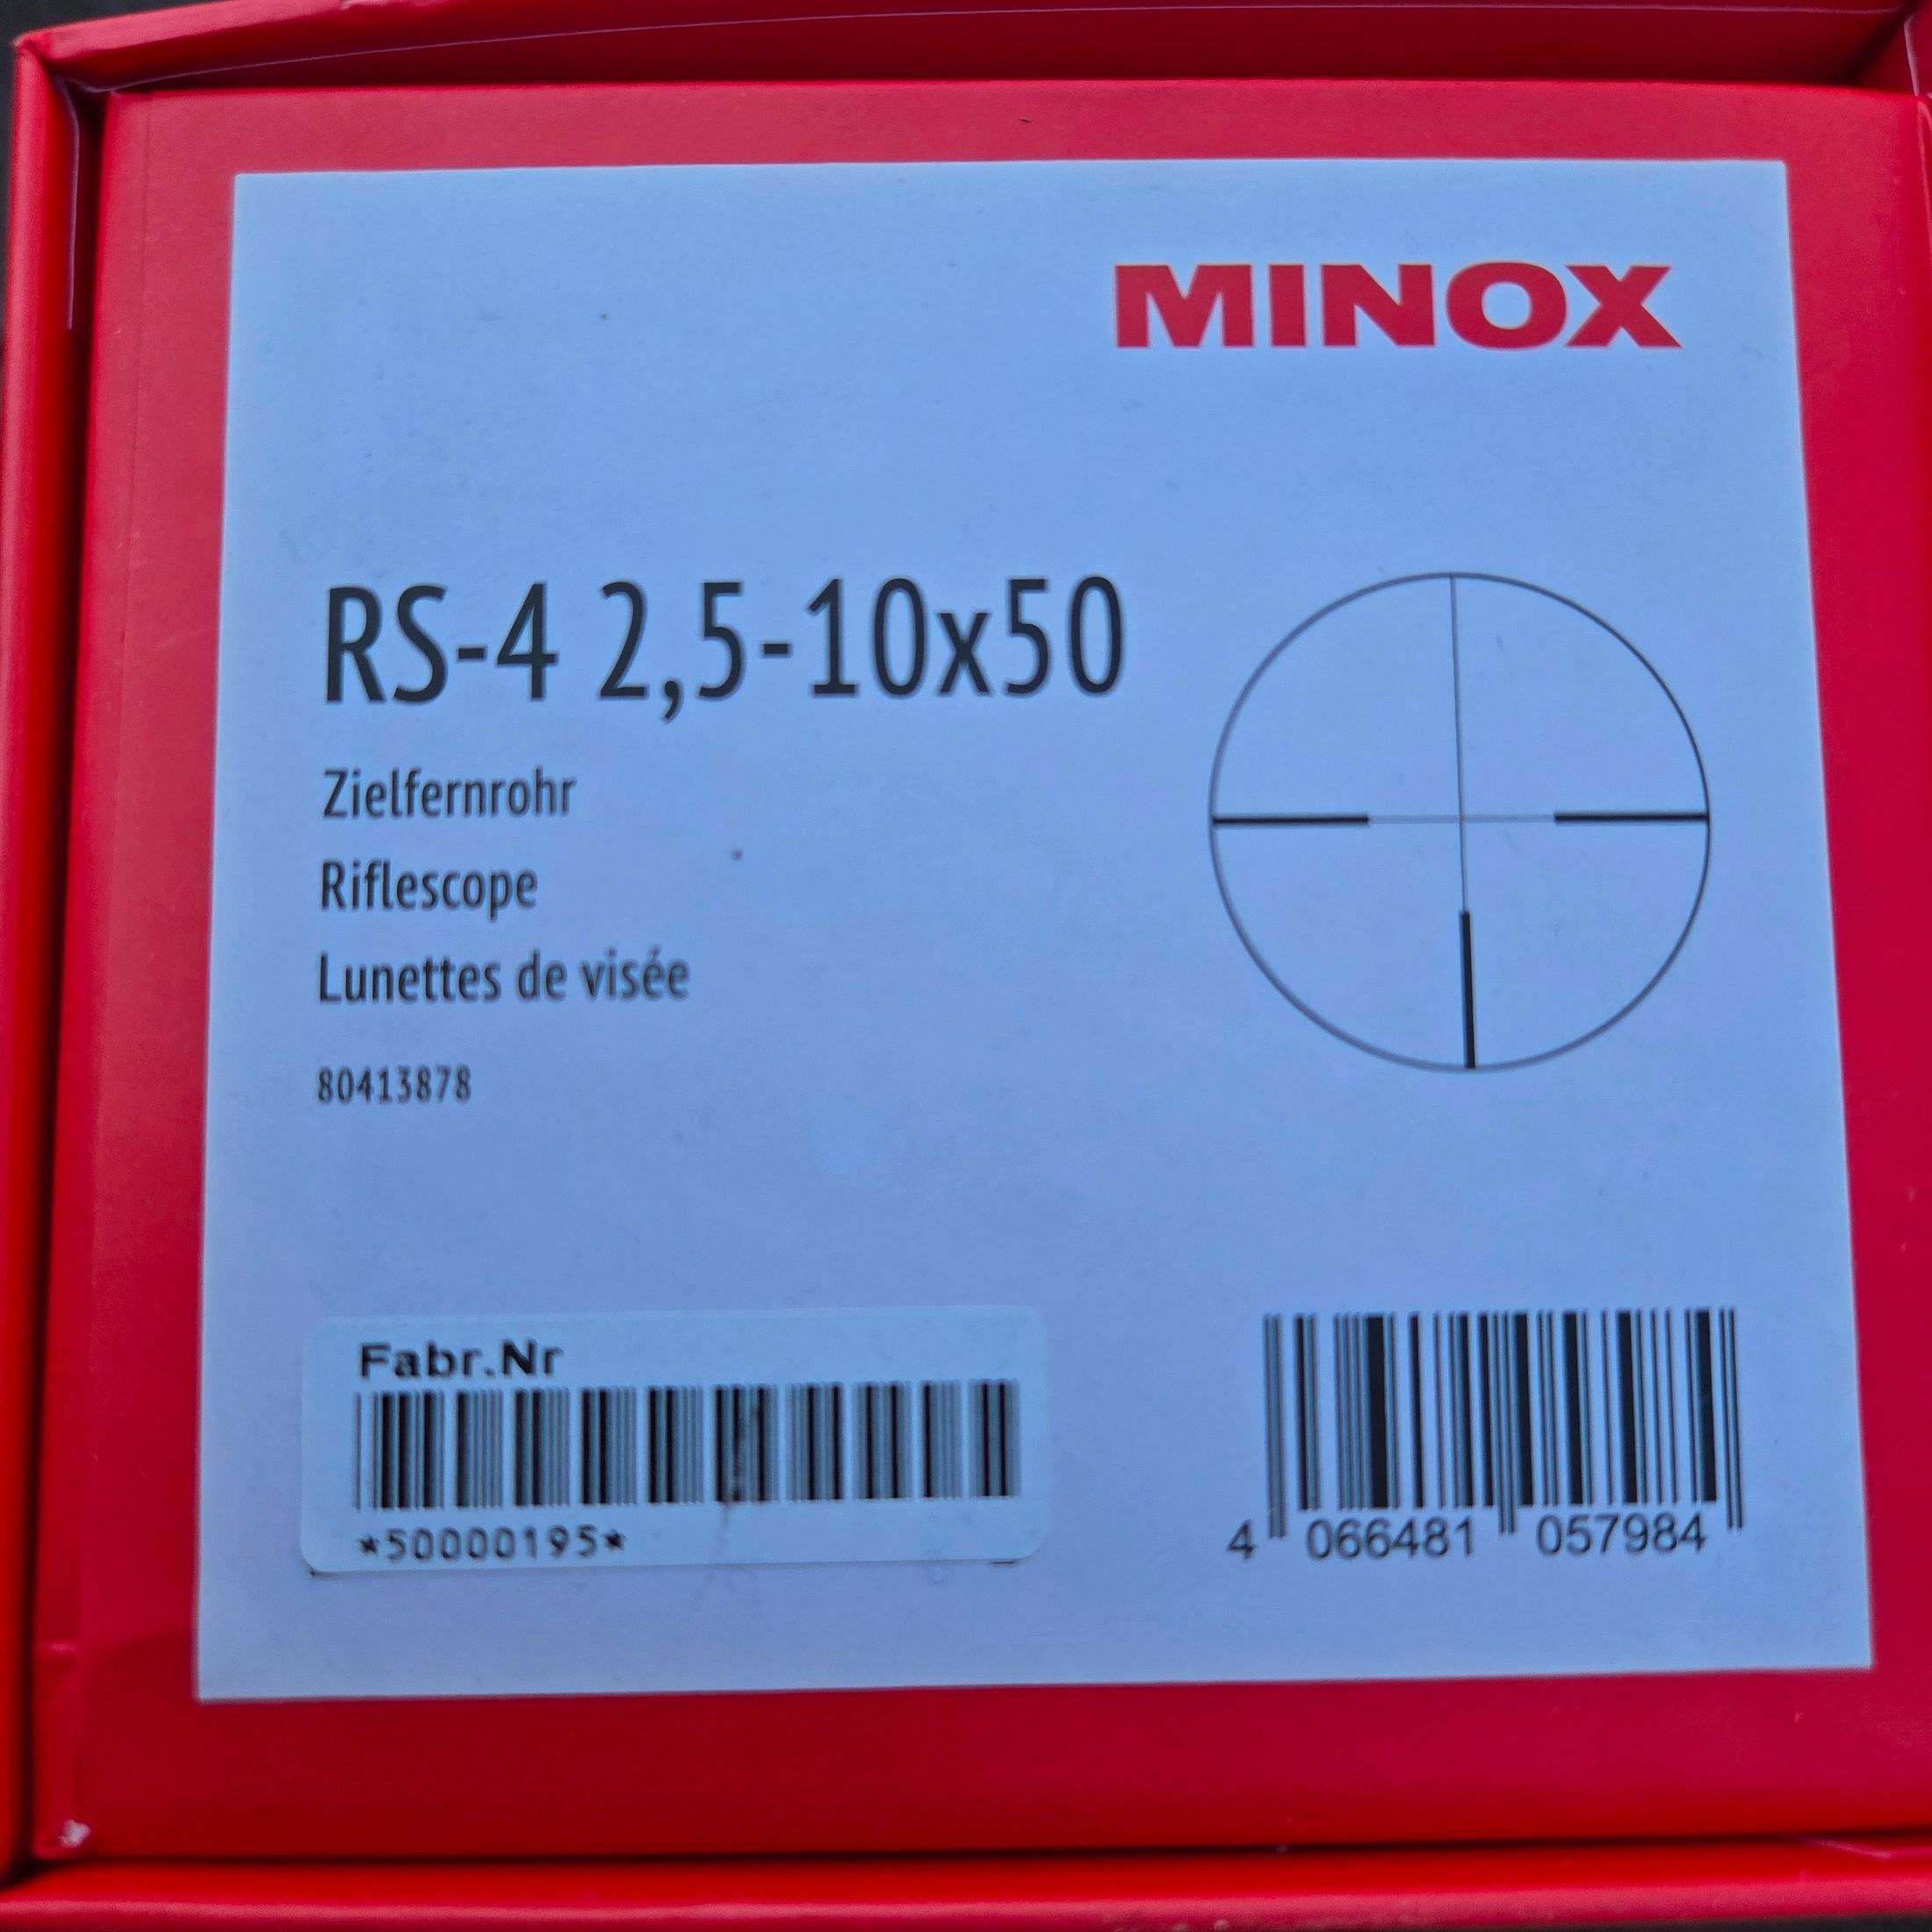 MINOX
RS-4 2,5-10x50
Zielfernrohr
Riflescope
Lunettes de visée
80413878
Fabr.Nr
*50000195*
4 066481 057984